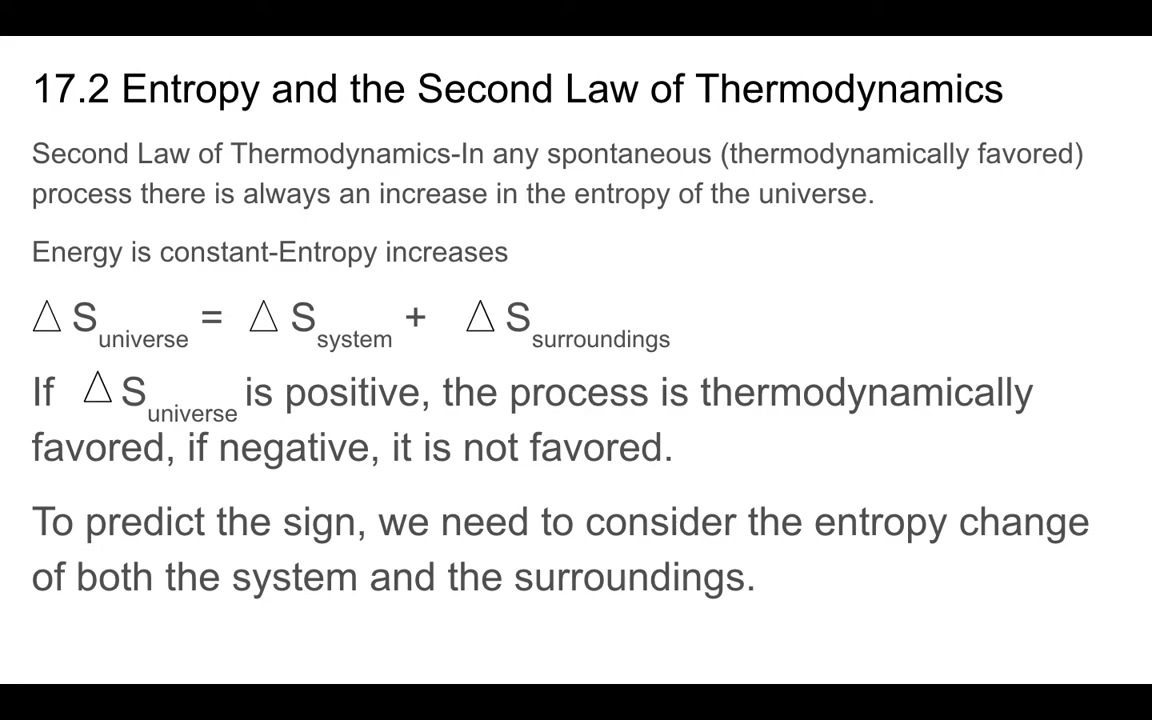 17.2 Entropy and the Second Law of Thermodynamics
Second Law of Thermodynamics-In any spontaneous (thermodynamically favored)
process there is always an increase in the entropy of the universe.
Energy is constant-Entropy increases
△ S universe = △ S system + △ S surroundings
If △ S universe is positive, the process is thermodynamically
favored, if negative, it is not favored.
To predict the sign, we need to consider the entropy change
of both the system and the surroundings.